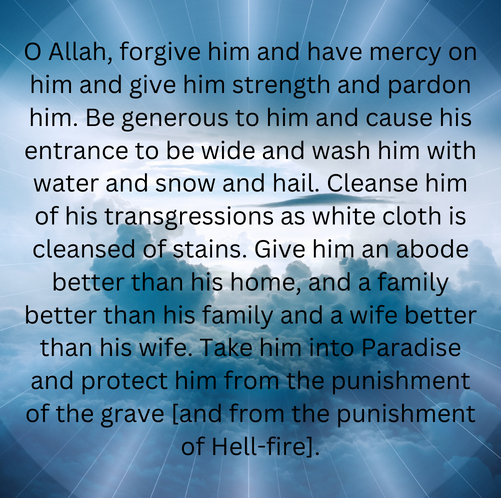 O Allah, forgive him and have mercy on
him and give him strength and pardon
him. Be generous to him and cause his
entrance to be wide and wash him with
water and snow and hail. Cleanse him
of his transgressions as white cloth is
cleansed of stains. Give him an abode
better than his home, and a family
better than his family and a wife better
than his wife. Take him into Paradise
and protect him from the punishment
of the grave [and from the punishment
of Hell-fire].